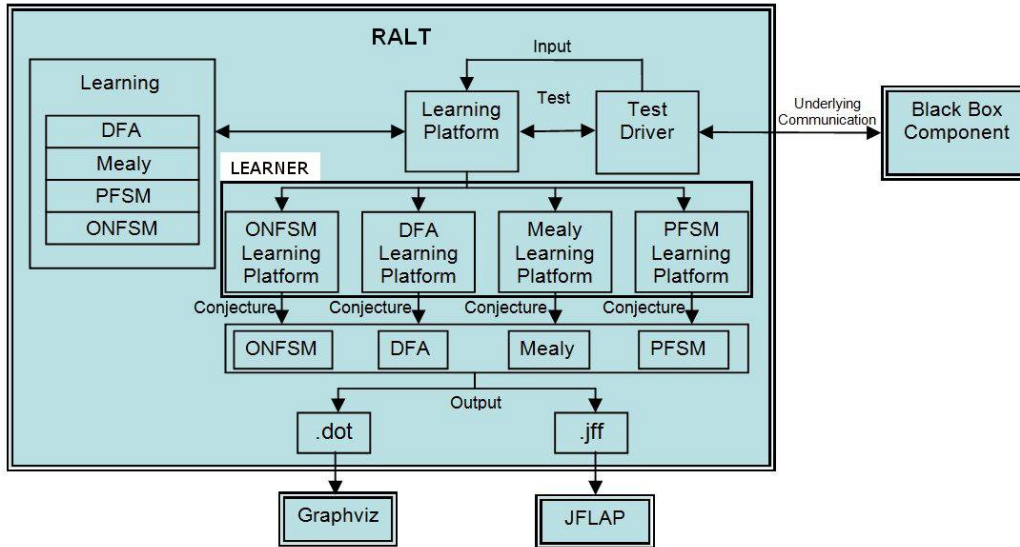 RALT
Input
Learning
DFA
Mealy
PFSM
ONFSM
Learning
Platform
Test
Test
Driver
Underlying
Communication
Black Box
Component
LEARNER
ONFSM
Learning
Platform
DFA
Learning
Platform
Mealy
Learning
Platform
PFSM
Learning
Platform
Conjecture
Conjecture
Conjecture
Conjecture
ONFSM
DFA
Mealy
PFSM
Output
.dot
.jff
Graphviz
JFLAP